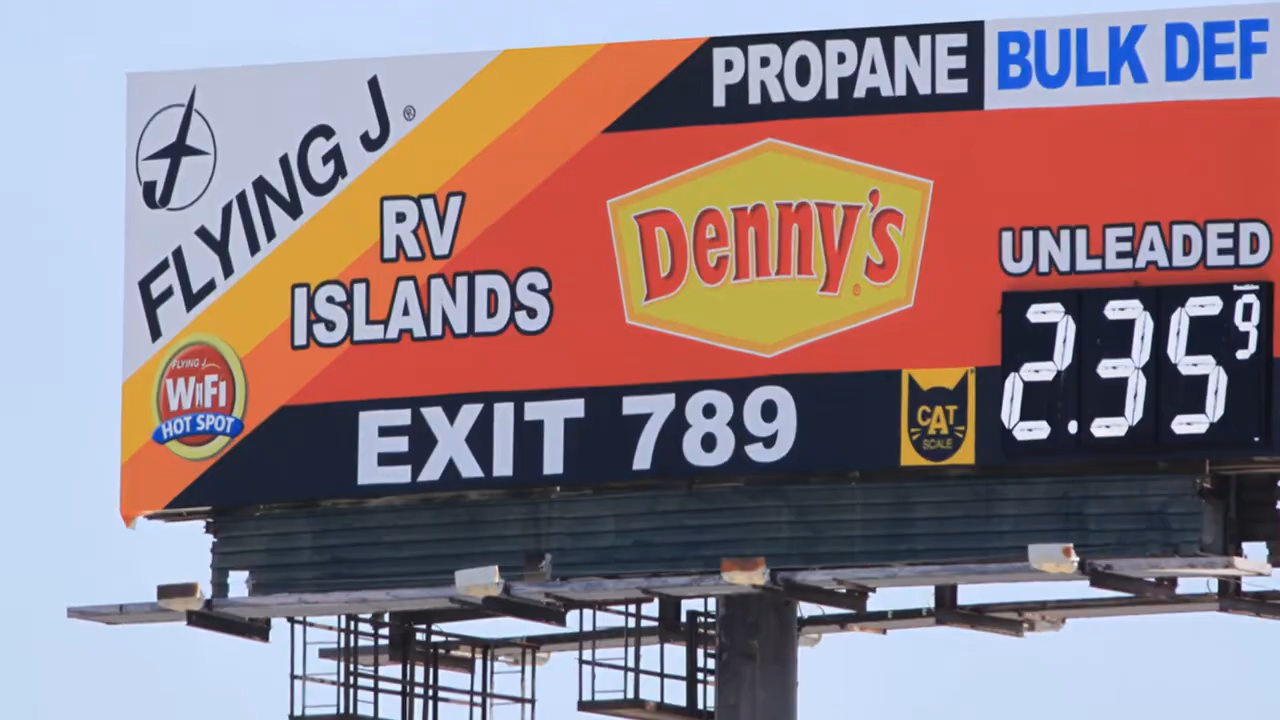 FLYING J®
PROPANE
BULK DEF
RV
ISLANDS
Denny's®
UNLEADED
2.359
FLYING J
WiFi
HOT SPOT
EXIT 789
CAT
SCALE